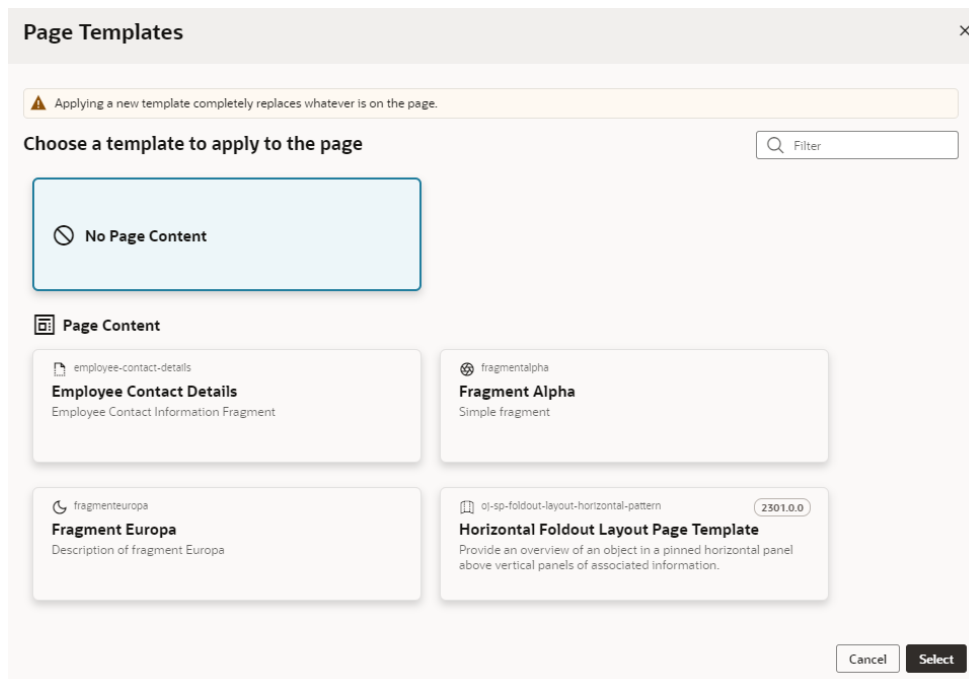 Page Templates
Applying a new template completely replaces whatever is on the page.
Choose a template to apply to the page
Filter
No Page Content
Page Content
employee-contact-details
Employee Contact Details
Employee Contact Information Fragment
fragmentalpha
Fragment Alpha
Simple fragment
fragmenteuropa
Fragment Europa
Description of fragment Europa
oj-sp-foldout-layout-horizontal-pattern
2301.0.0
Horizontal Foldout Layout Page Template
Provide an overview of an object in a pinned horizontal panel
above vertical panels of associated information.
Cancel
Select